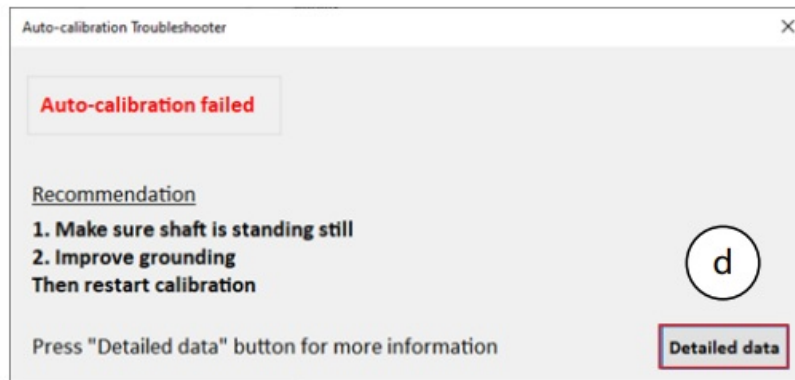 Auto-calibration Troubleshooter
Auto-calibration failed
Recommendation
1. Make sure shaft is standing still
2. Improve grounding
Then restart calibration
d
Press "Detailed data" button for more information
Detailed data